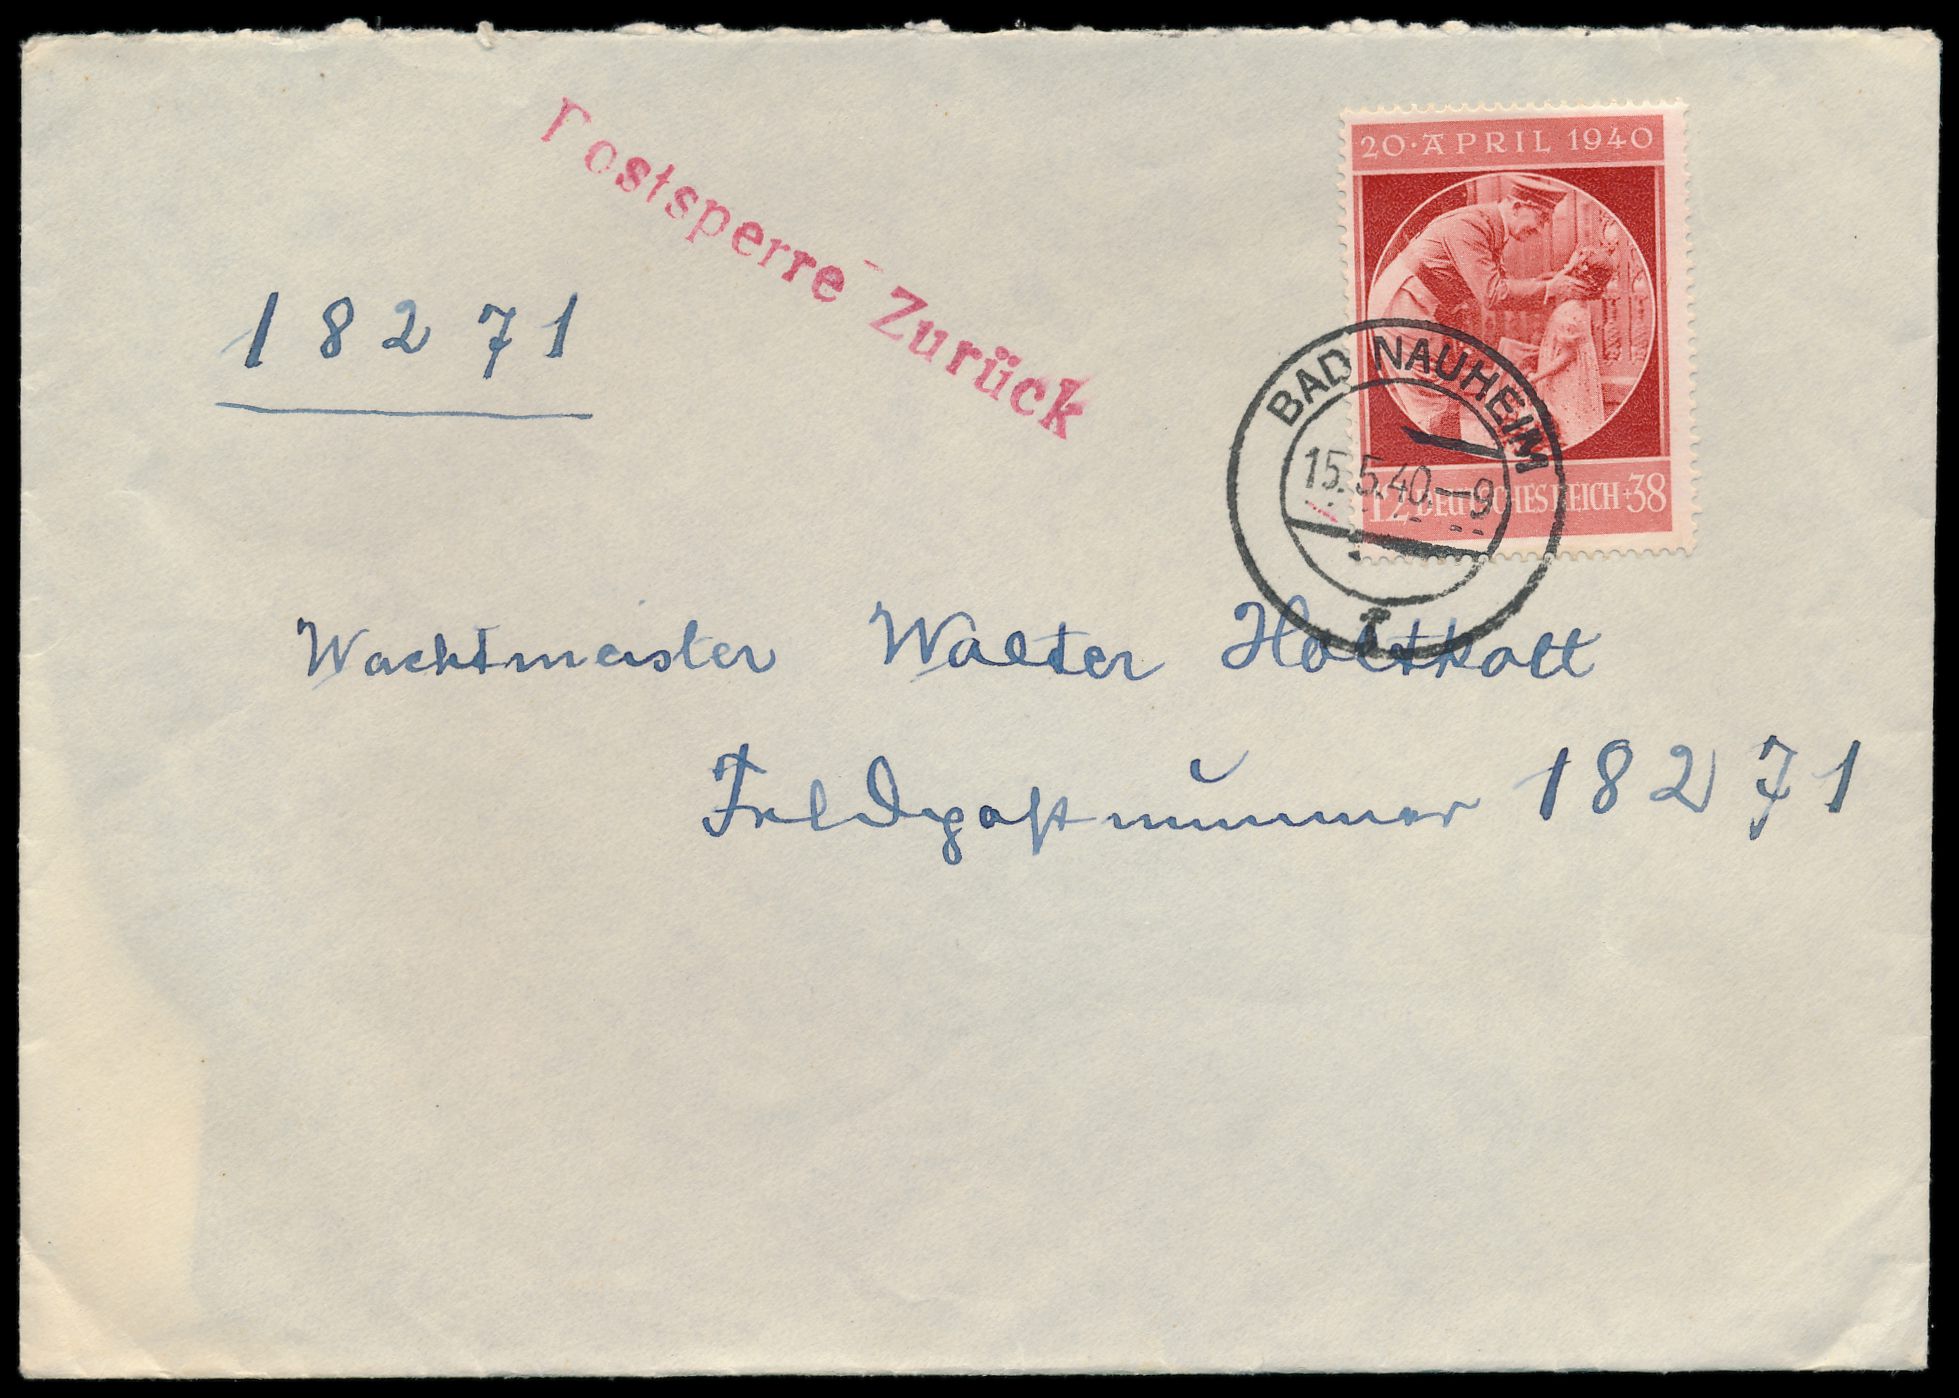 Postsperre - Zurück
20·APRIL 1940
18271
BAD NAUHEIM
15.5.40.-9
12 DEUTSCHES REICH +38
Wachtmeister Walter Holtkott
Feldpostnummer 18271